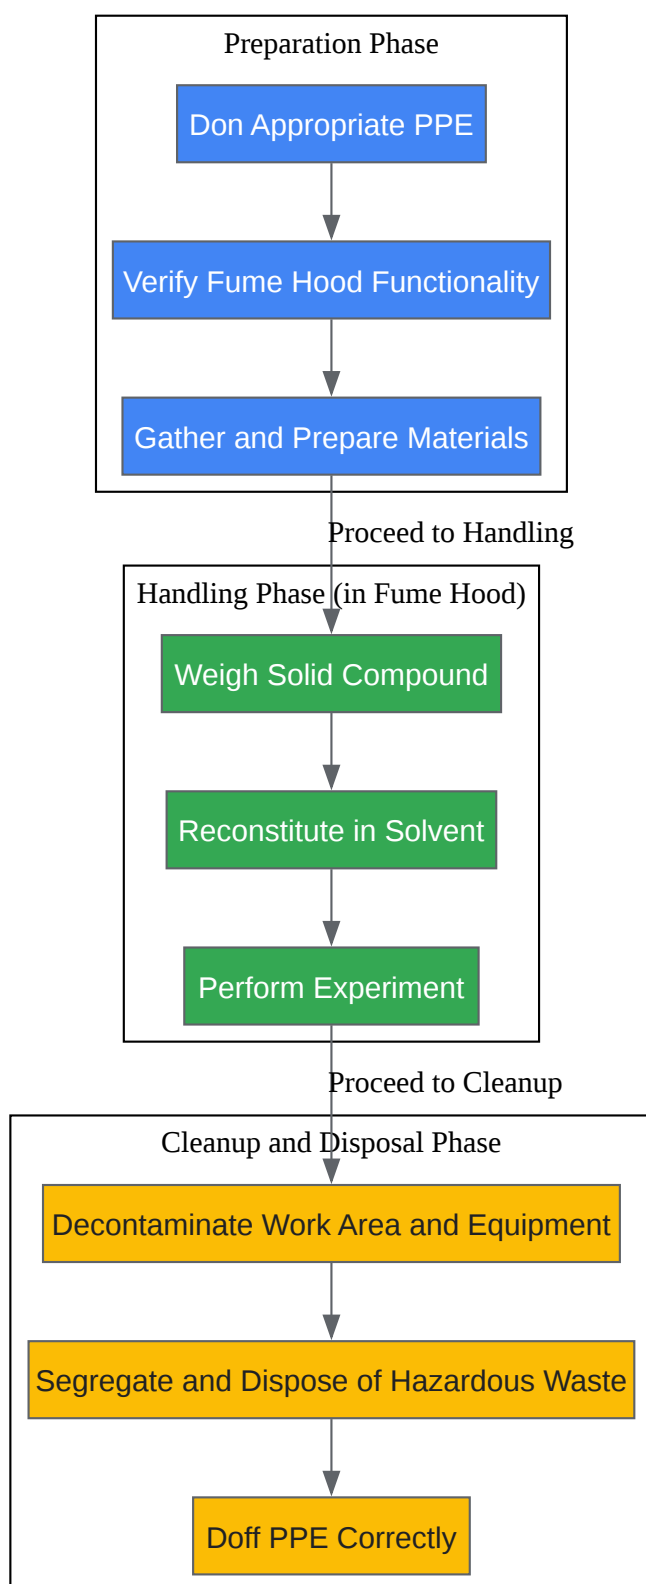 Preparation Phase
Don Appropriate PPE
Verify Fume Hood Functionality
Gather and Prepare Materials
Proceed to Handling
Handling Phase (in Fume Hood)
Weigh Solid Compound
Reconstitute in Solvent
Perform Experiment
Proceed to Cleanup
Cleanup and Disposal Phase
Decontaminate Work Area and Equipment
Segregate and Dispose of Hazardous Waste
Doff PPE Correctly